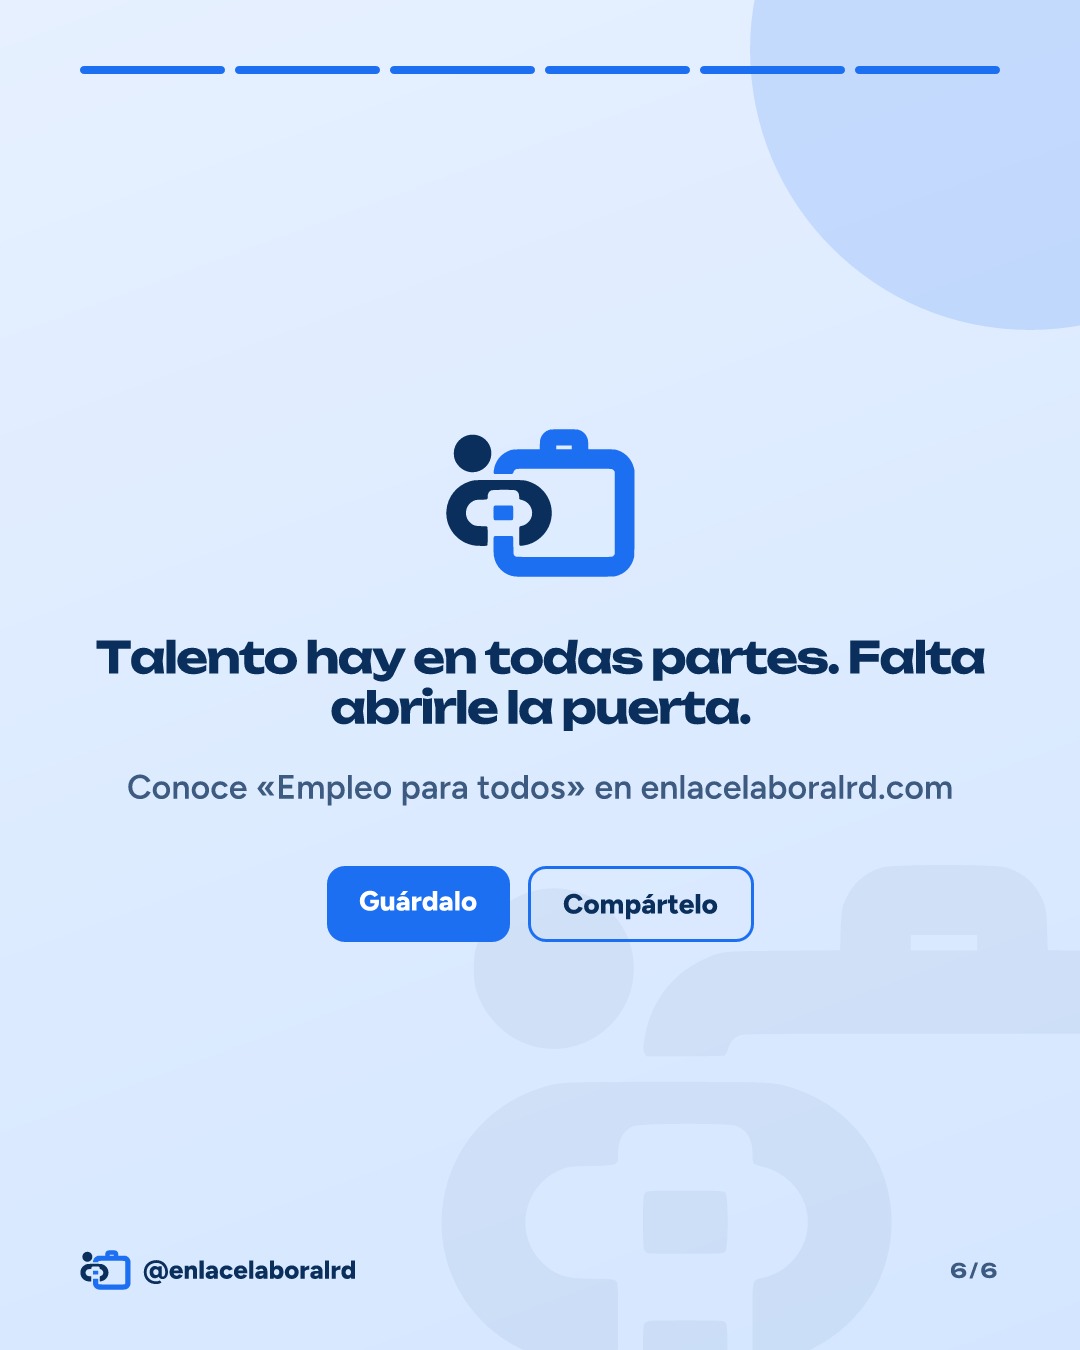 Talento hay en todas partes. Falta
abrirle la puerta.
Conoce «Empleo para todos» en enlacelaboralrd.com
Guárdalo
Compártelo
@enlacelaboralrd
6/6